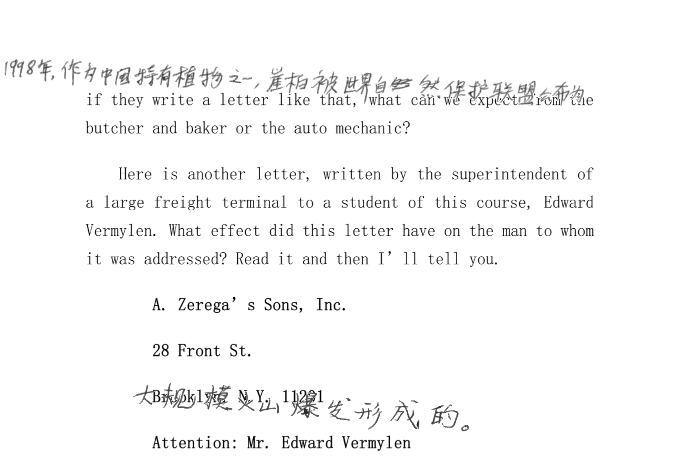 1998年,作为中国特有植物之一,崖柏被世界自然保护联盟公布为
if they write a letter like that, what can we expect from the
butcher and baker or the auto mechanic?
Here is another letter, written by the superintendent of
a large freight terminal to a student of this course, Edward
Vermylen. What effect did this letter have on the man to whom
it was addressed? Read it and then I’ll tell you.
A. Zerega’s Sons, Inc.
28 Front St.
Brooklyn, N.Y. 11201
大规模火山爆发形成的。
Attention: Mr. Edward Vermylen